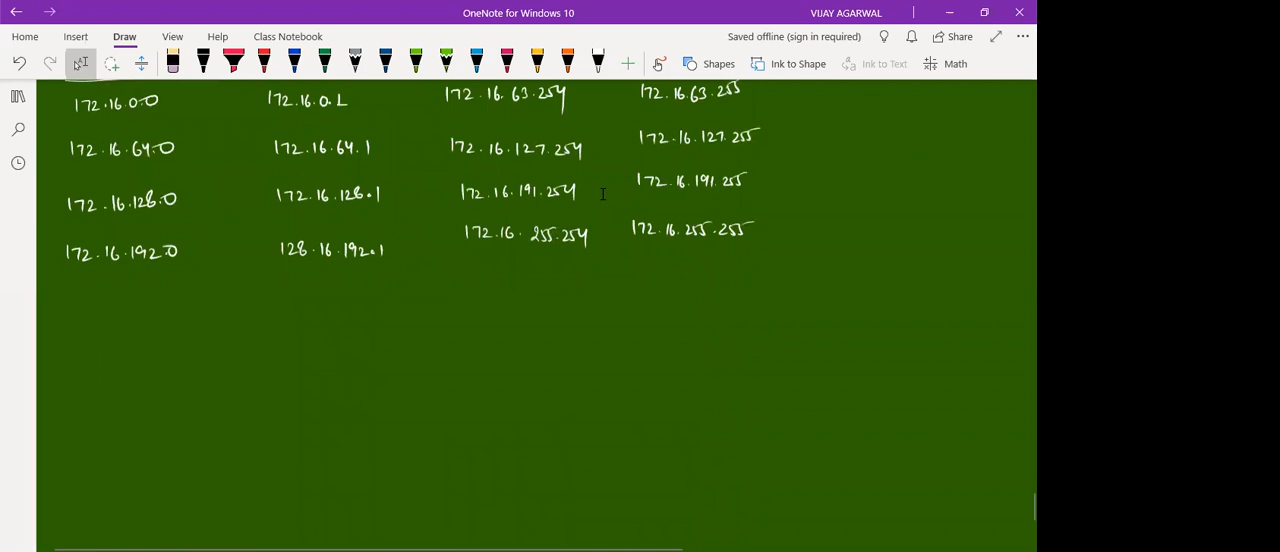 OneNote for Windows 10
VIJAY AGARWAL
Home Insert Draw View Help Class Notebook
Saved offline (sign in required) Share
Shapes Ink to Shape Ink to Text Math
172.16.0.0 172.16.0.1 172.16.63.254 172.16.63.255
172.16.64.0 172.16.64.1 172.16.127.254 172.16.127.255
172.16.128.0 172.16.128.1 172.16.191.254 172.16.191.255
172.16.192.0 128.16.192.1 172.16.255.254 172.16.255.255